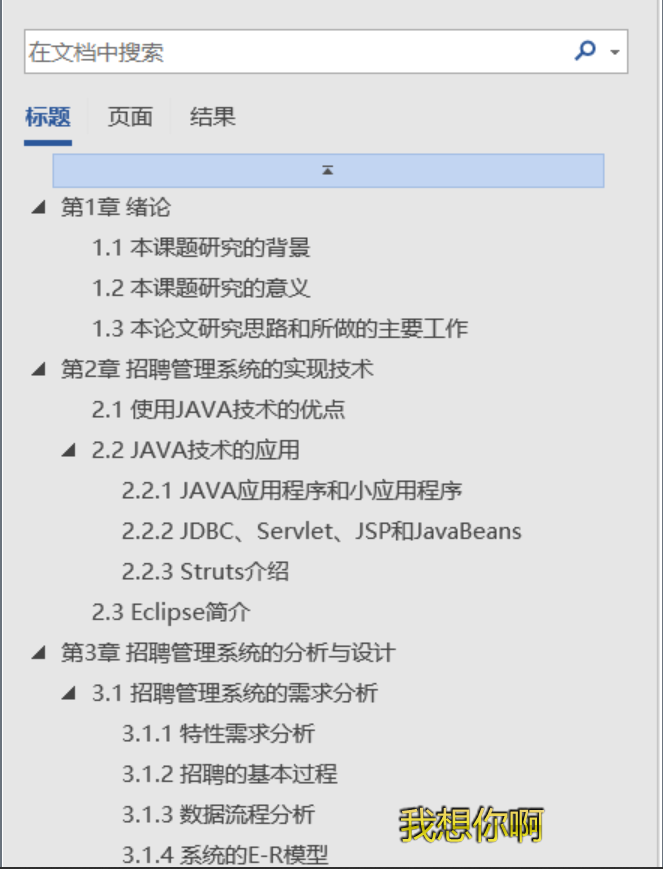 在文档中搜索
标题 页面 结果
第1章 绪论
1.1 本课题研究的背景
1.2 本课题研究的意义
1.3 本论文研究思路和所做的主要工作
第2章 招聘管理系统的实现技术
2.1 使用JAVA技术的优点
2.2 JAVA技术的应用
2.2.1 JAVA应用程序和小应用程序
2.2.2 JDBC、Servlet、JSP和JavaBeans
2.2.3 Struts介绍
2.3 Eclipse简介
第3章 招聘管理系统的分析与设计
3.1 招聘管理系统的需求分析
3.1.1 特性需求分析
3.1.2 招聘的基本过程
3.1.3 数据流程分析
我想你啊
3.1.4 系统的E-R模型